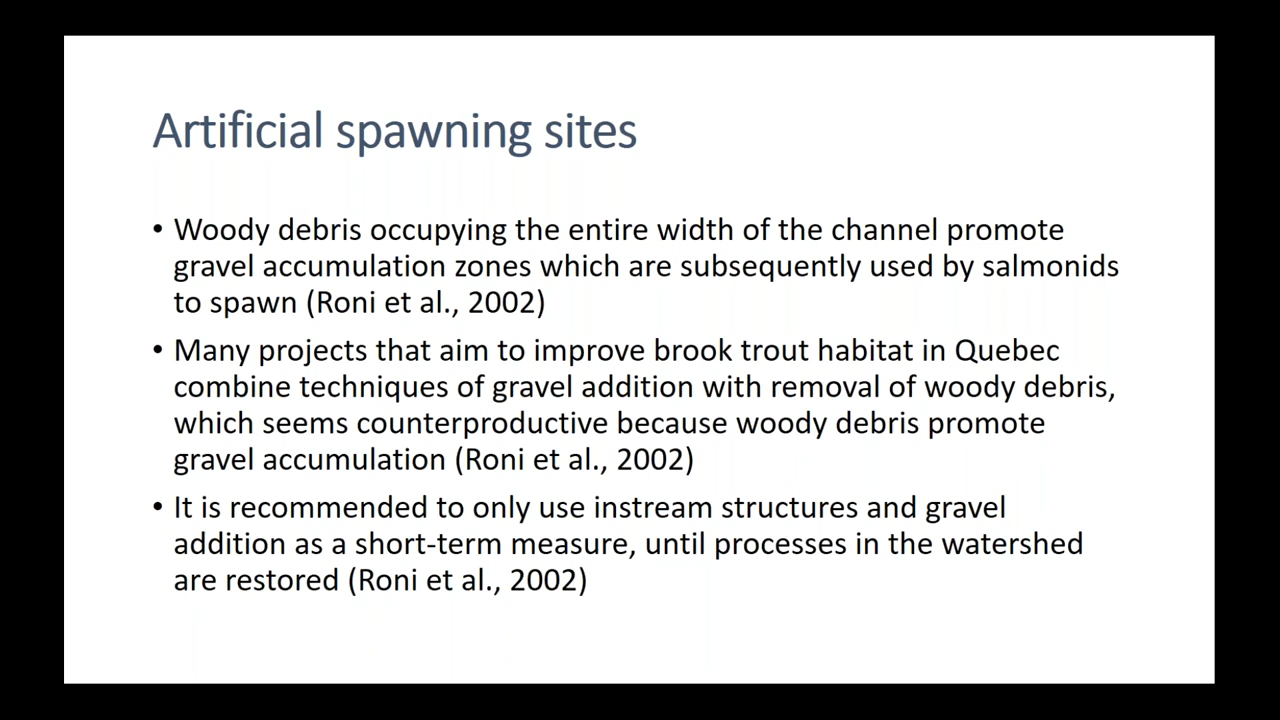 Artificial spawning sites
• Woody debris occupying the entire width of the channel promote
gravel accumulation zones which are subsequently used by salmonids
to spawn (Roni et al., 2002)
• Many projects that aim to improve brook trout habitat in Quebec
combine techniques of gravel addition with removal of woody debris,
which seems counterproductive because woody debris promote
gravel accumulation (Roni et al., 2002)
• It is recommended to only use instream structures and gravel
addition as a short-term measure, until processes in the watershed
are restored (Roni et al., 2002)